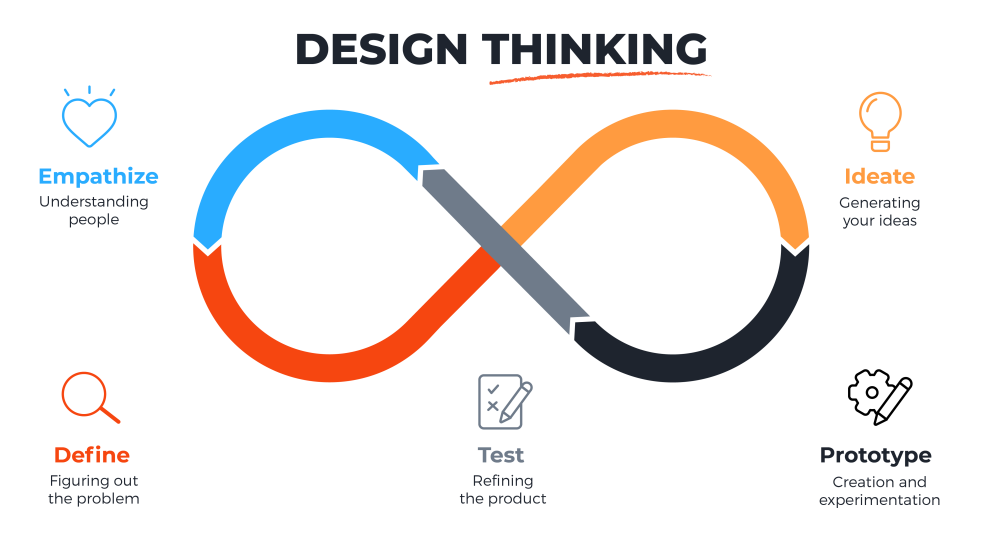 DESIGN THINKING
Empathize
Understanding
people
Ideate
Generating
your ideas
Define
Figuring out
the problem
Test
Refining
the product
Prototype
Creation and
experimentation